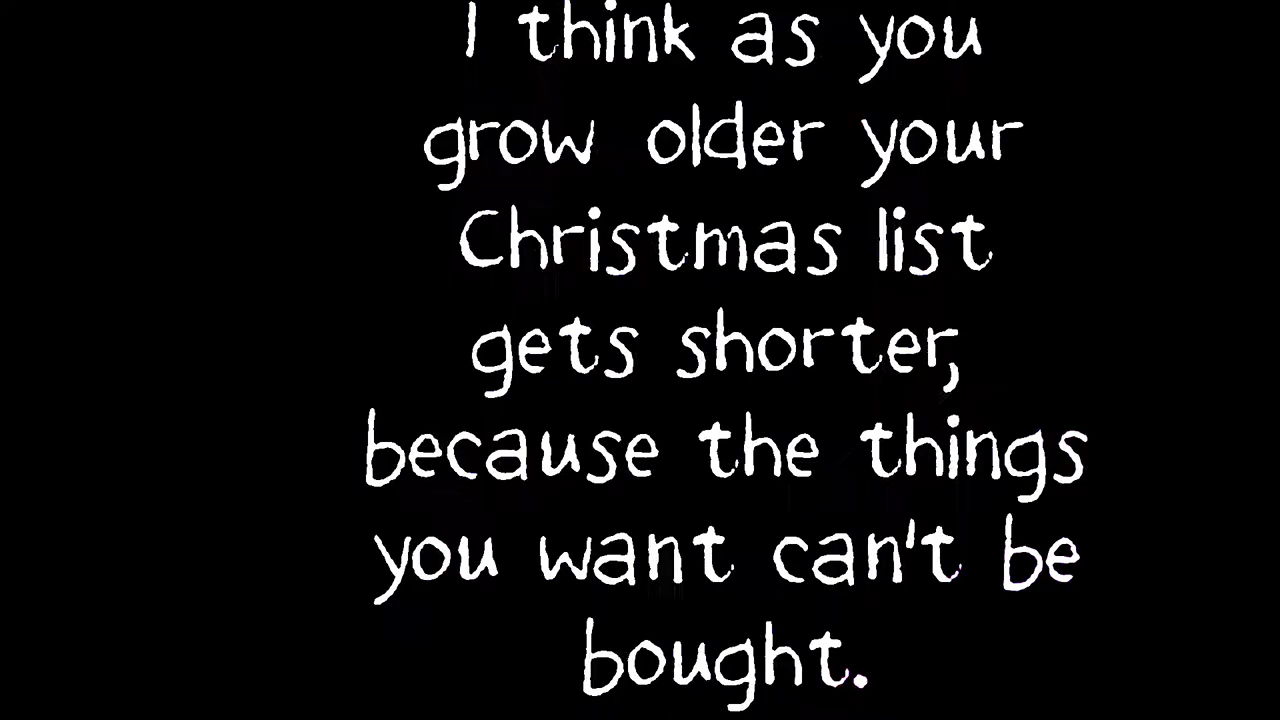 I think as you
grow older your
Christmas list
gets shorter,
because the things
you want can't be
bought.